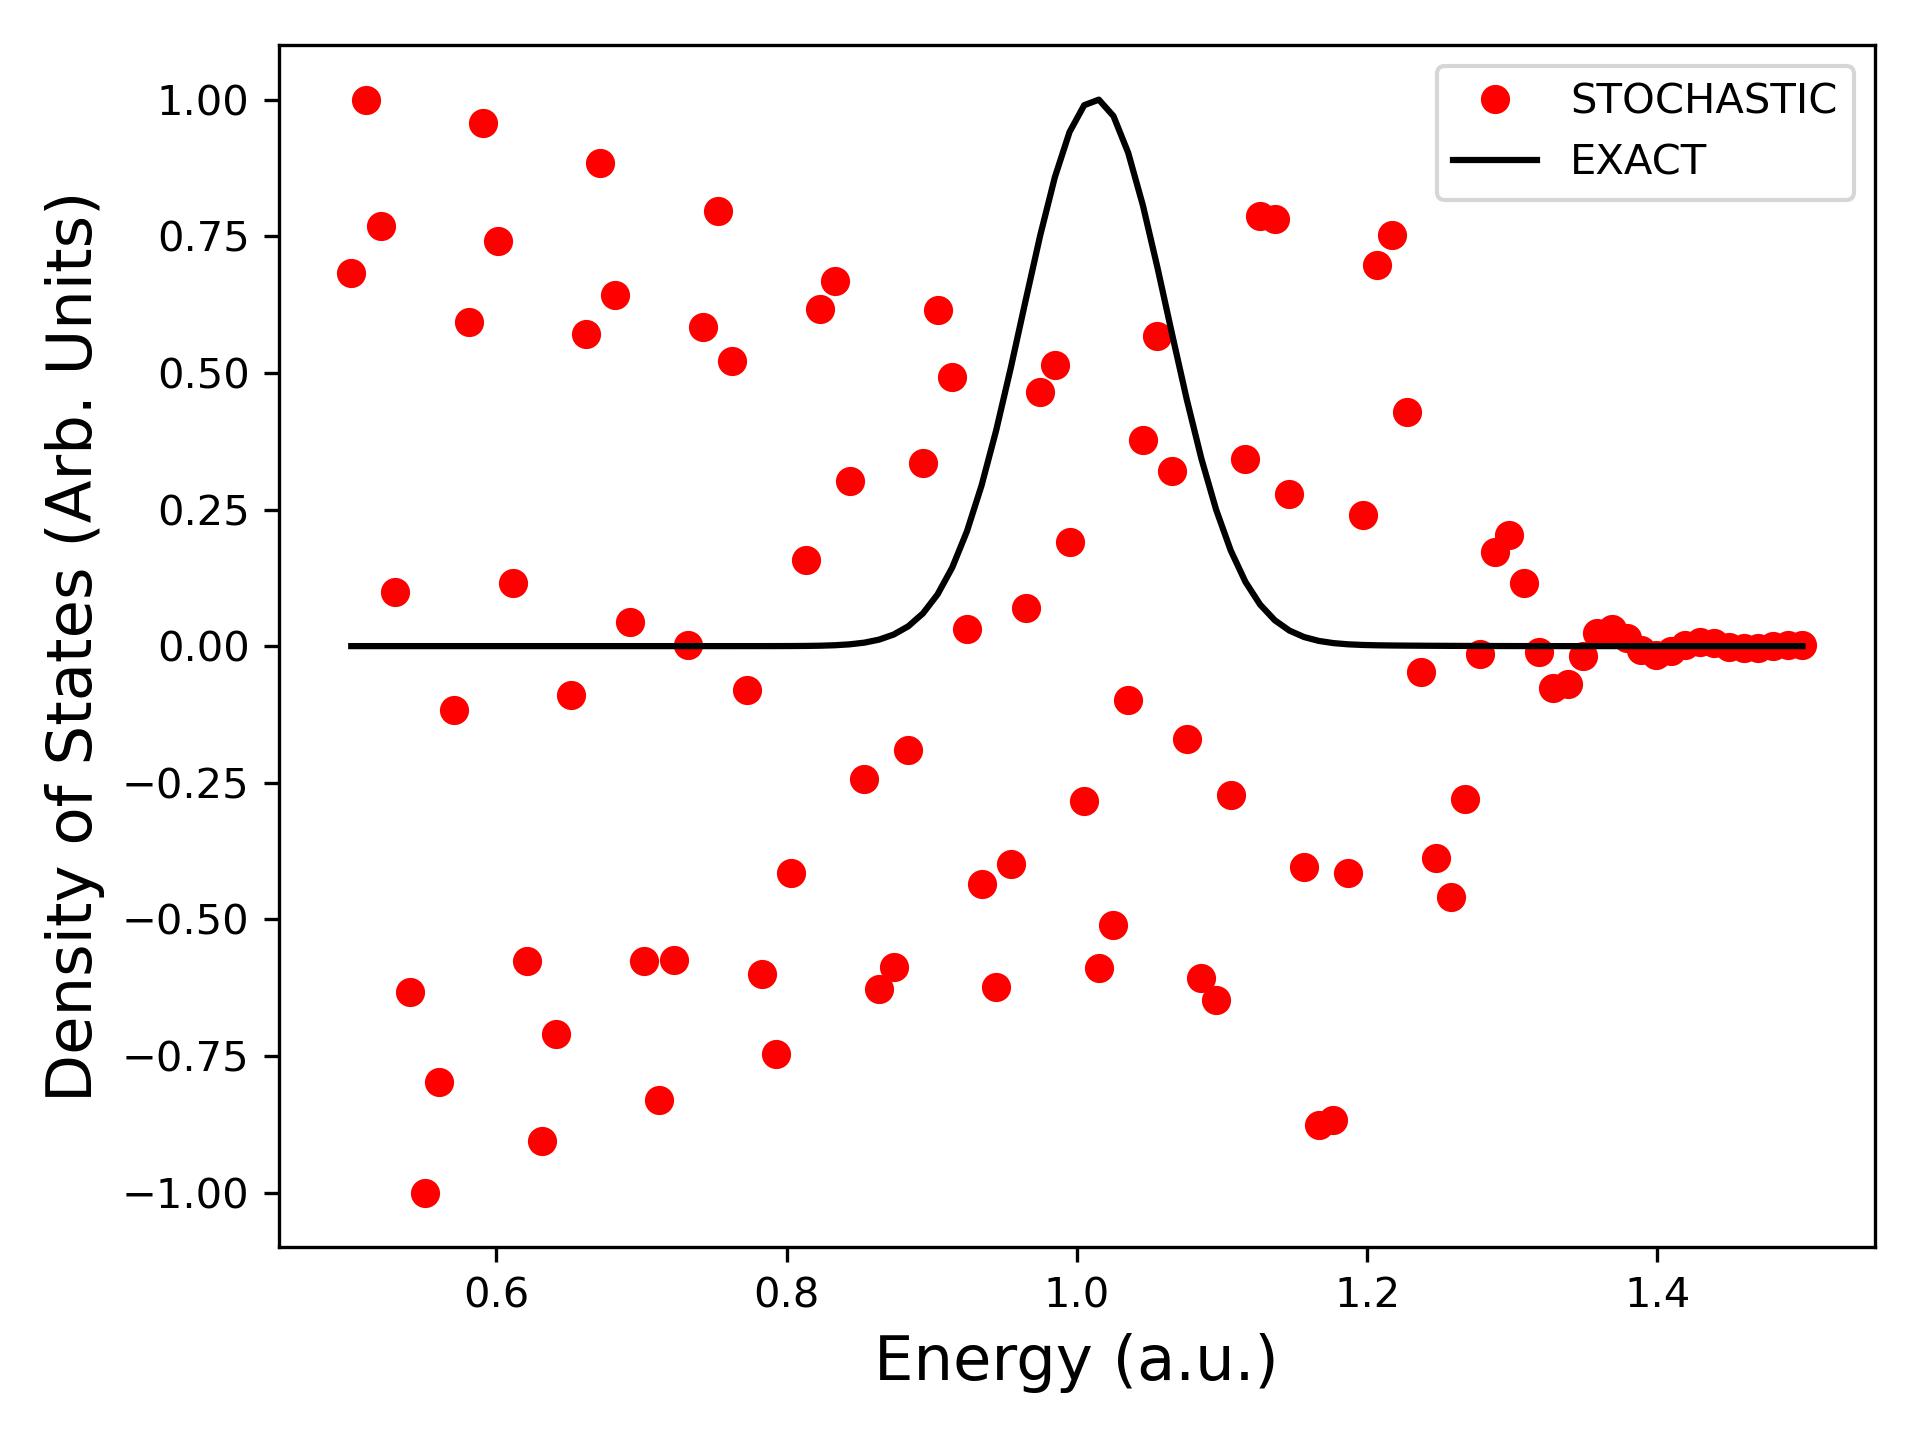 1.00
0.75
0.50
0.25
0.00
−0.25
−0.50
−0.75
−1.00
Density of States (Arb. Units)
STOCHASTIC
EXACT
0.6 0.8 1.0 1.2 1.4
Energy (a.u.)